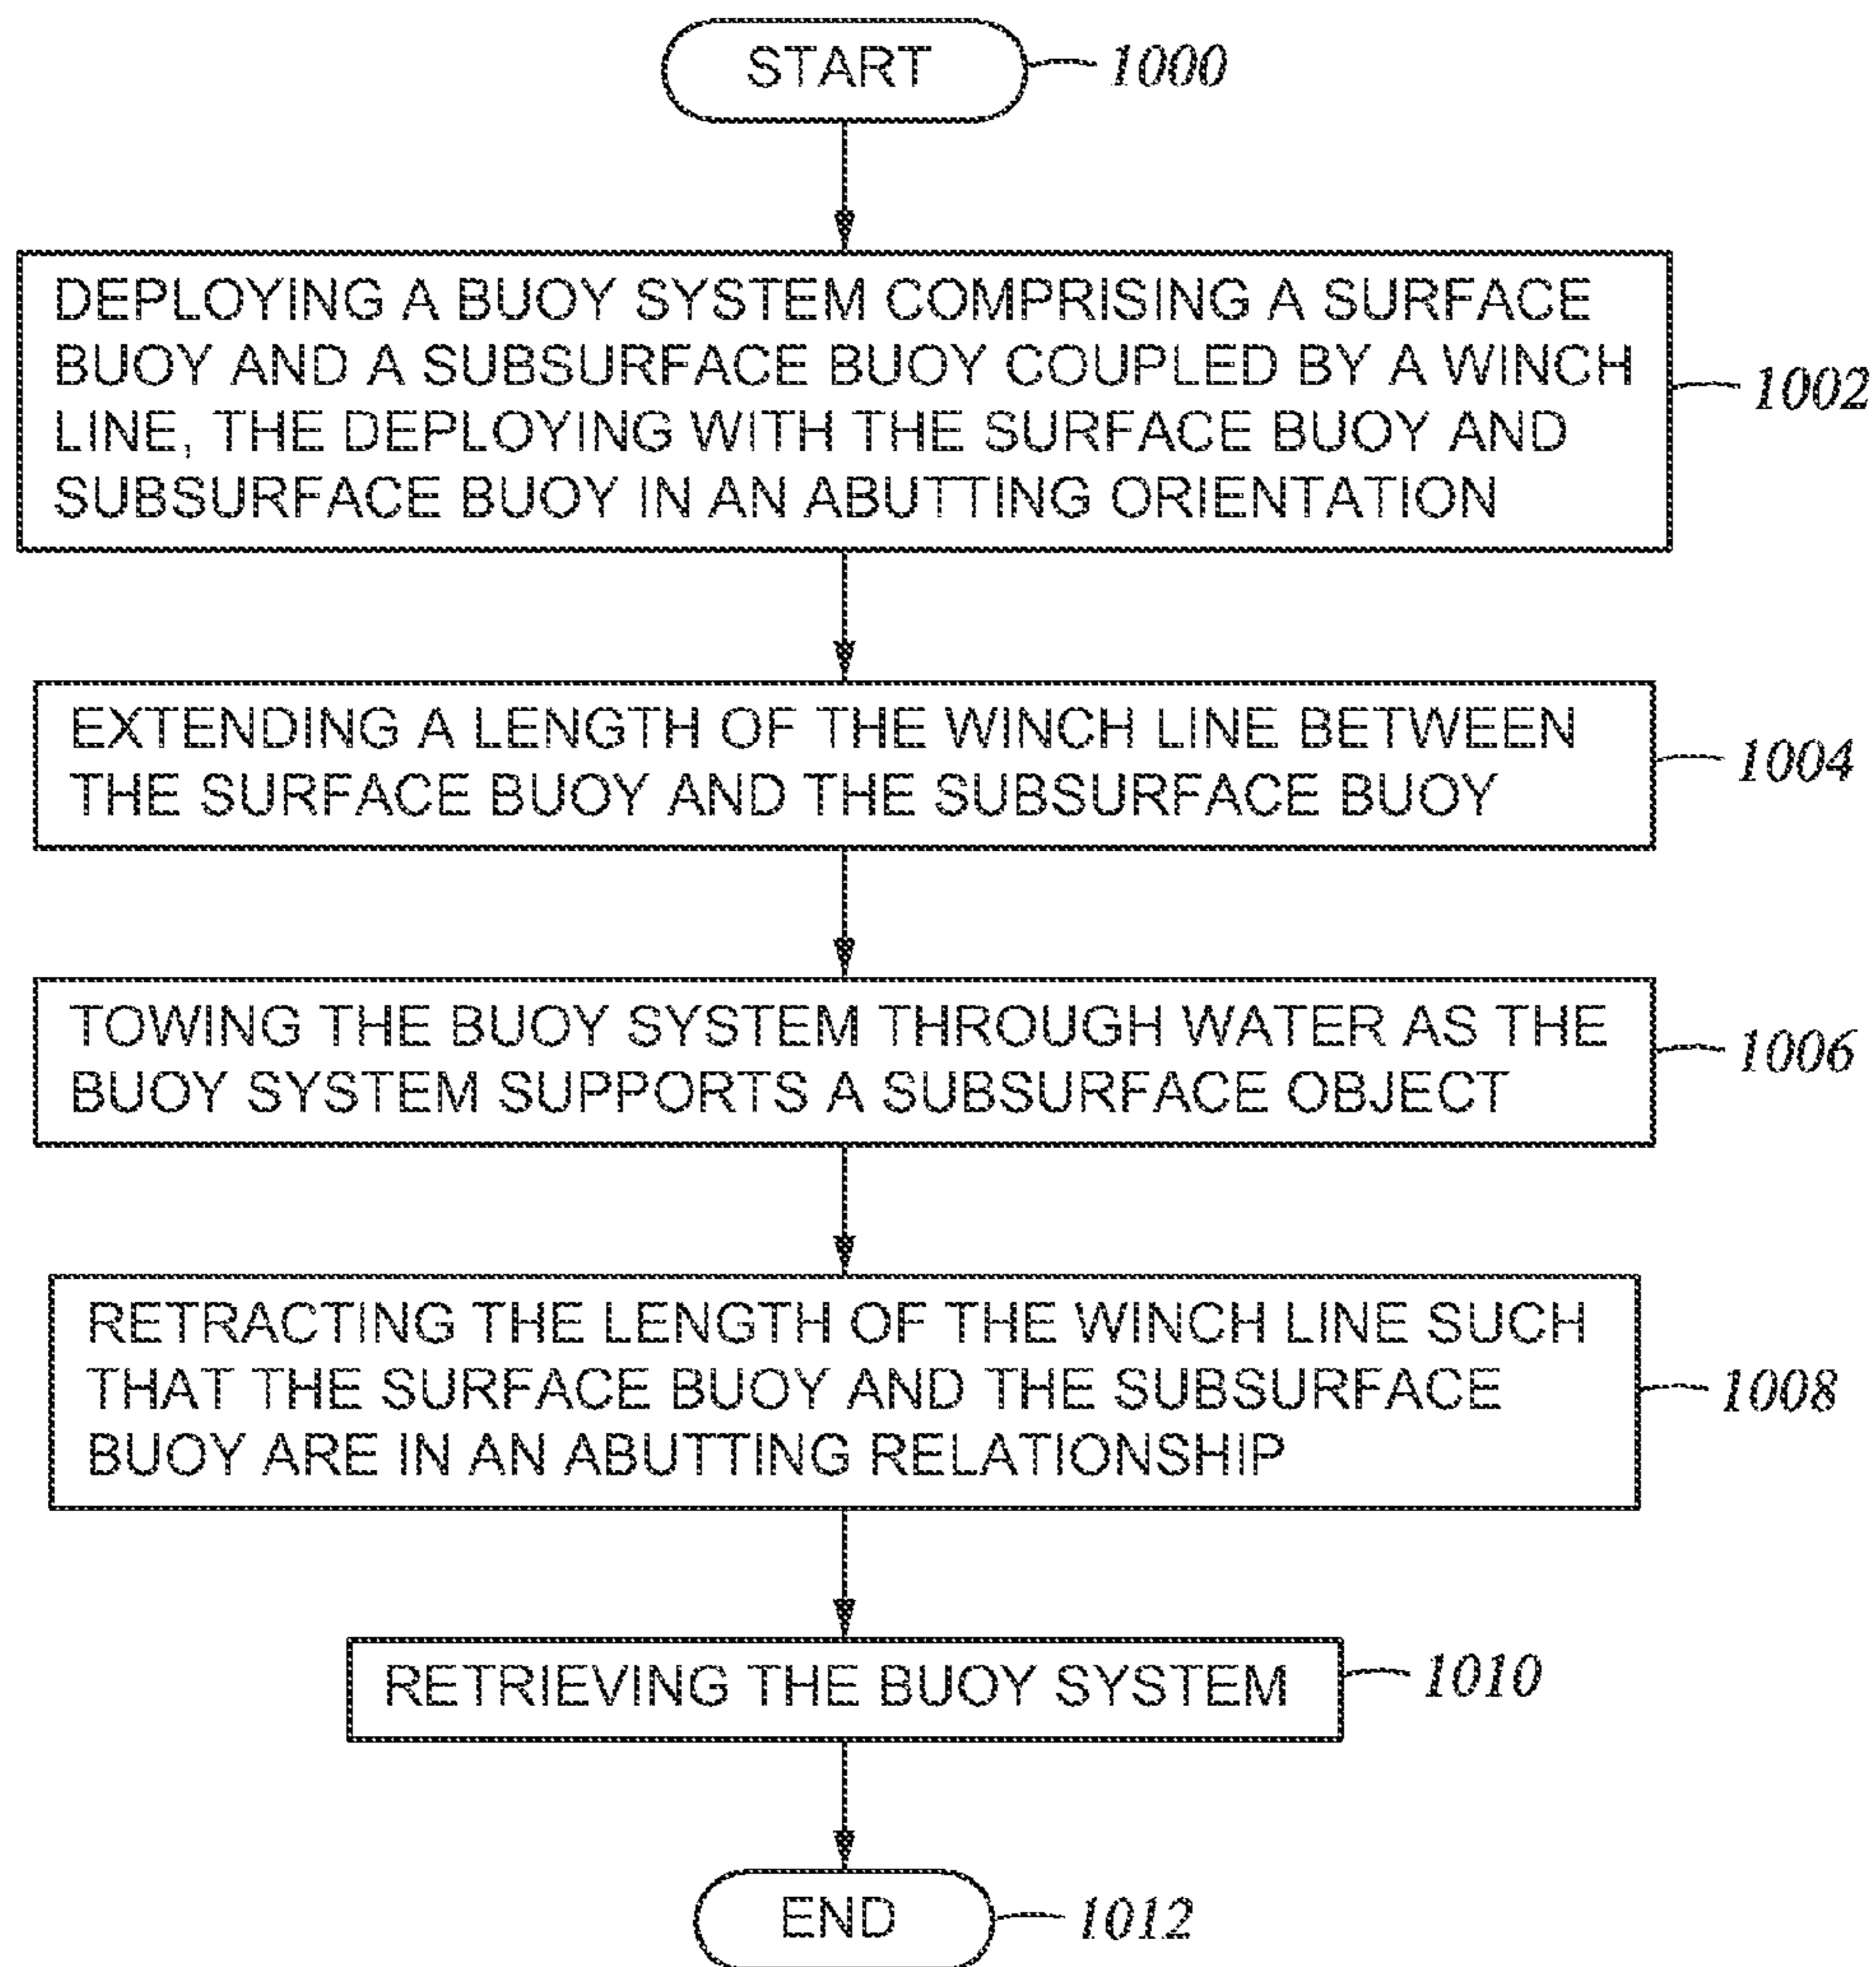 START
1000
DEPLOYING A BUOY SYSTEM COMPRISING A SURFACE
BUOY AND A SUBSURFACE BUOY COUPLED BY A WINCH
LINE, THE DEPLOYING WITH THE SURFACE BUOY AND
SUBSURFACE BUOY IN AN ABUTTING ORIENTATION
1002
EXTENDING A LENGTH OF THE WINCH LINE BETWEEN
THE SURFACE BUOY AND THE SUBSURFACE BUOY
1004
TOWING THE BUOY SYSTEM THROUGH WATER AS THE
BUOY SYSTEM SUPPORTS A SUBSURFACE OBJECT
1006
RETRACTING THE LENGTH OF THE WINCH LINE SUCH
THAT THE SURFACE BUOY AND THE SUBSURFACE
BUOY ARE IN AN ABUTTING RELATIONSHIP
1008
RETRIEVING THE BUOY SYSTEM
1010
END
1012